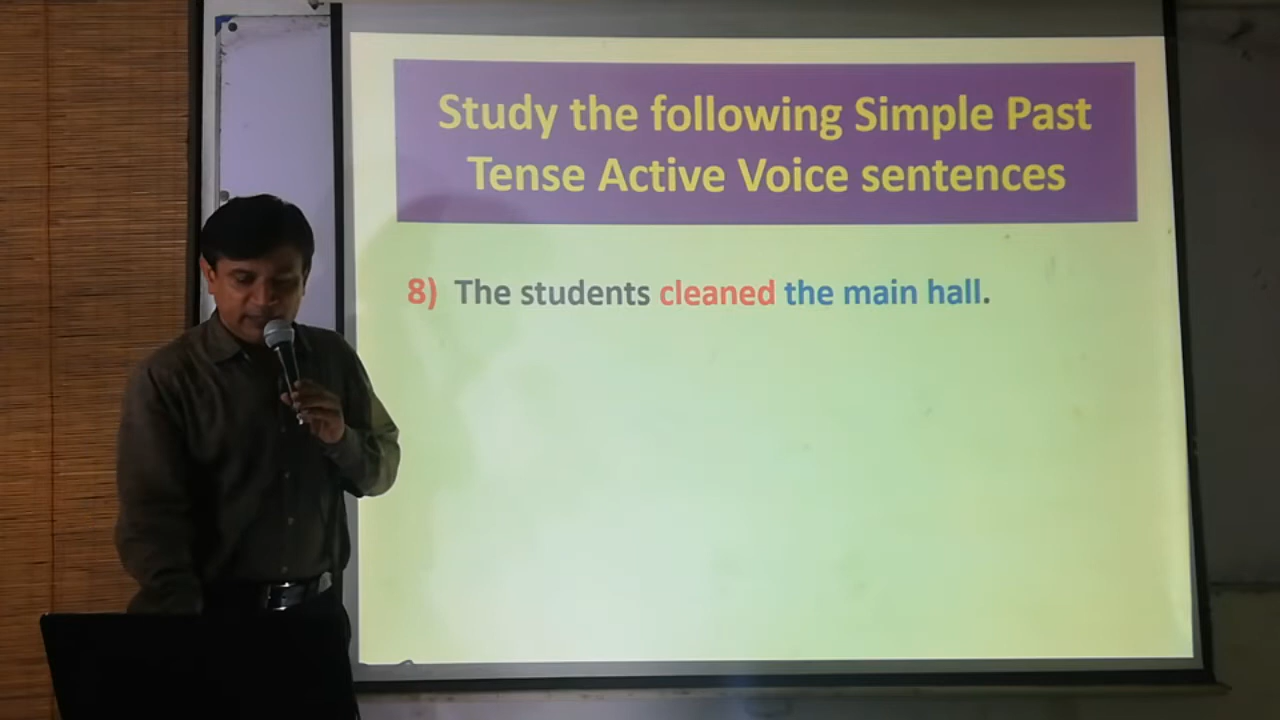 Study the following Simple Past
Tense Active Voice sentences
8) The students cleaned the main hall.